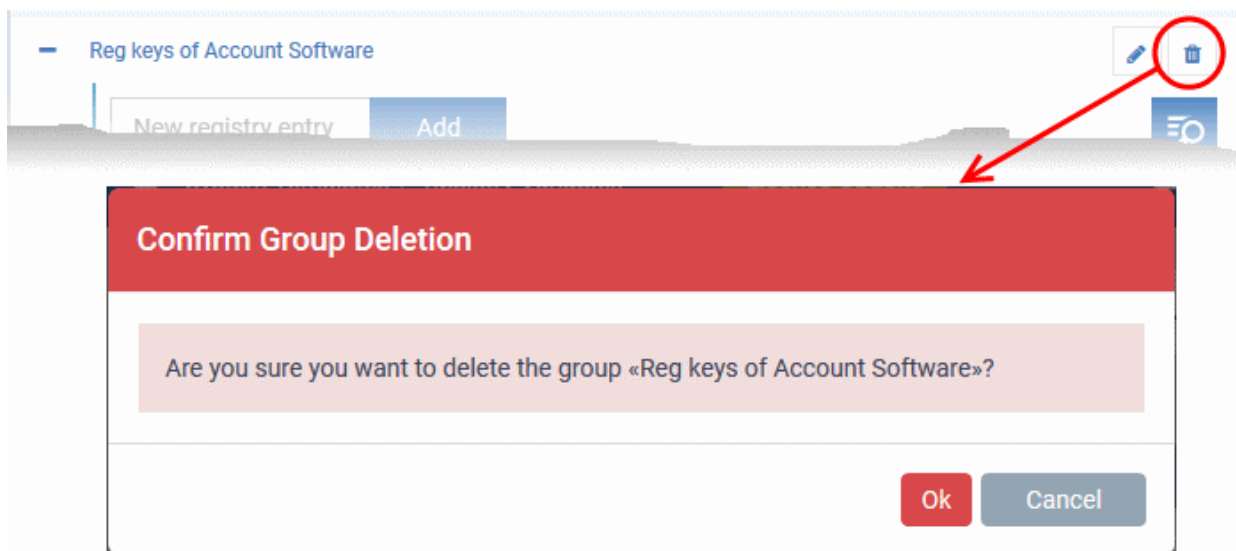 Reg keys of Account Software
New registry entry Add
Confirm Group Deletion
Are you sure you want to delete the group «Reg keys of Account Software»?
Ok Cancel